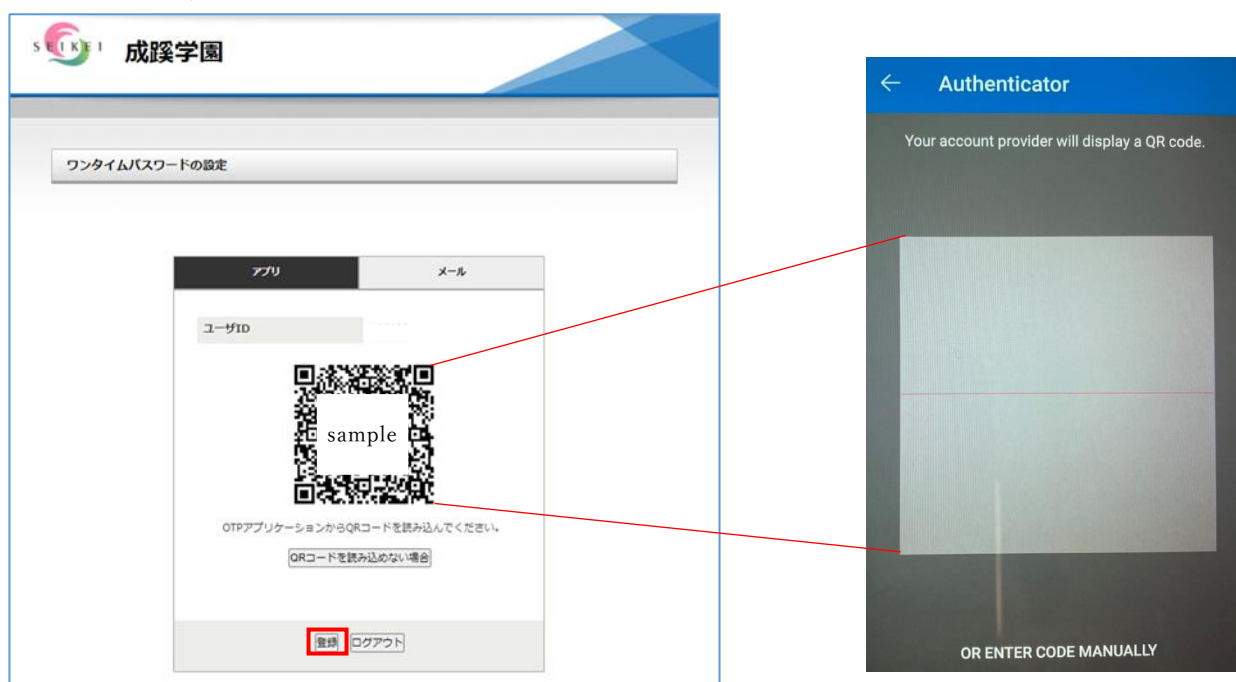 SEIKEI 成蹊学園
ワンタイムパスワードの設定
アプリ メール
ユーザID
sample
OTPアプリケーションからQRコードを読み込んでください。
QRコードを読み込めない場合
登録 ログアウト
← Authenticator
Your account provider will display a QR code.
OR ENTER CODE MANUALLY